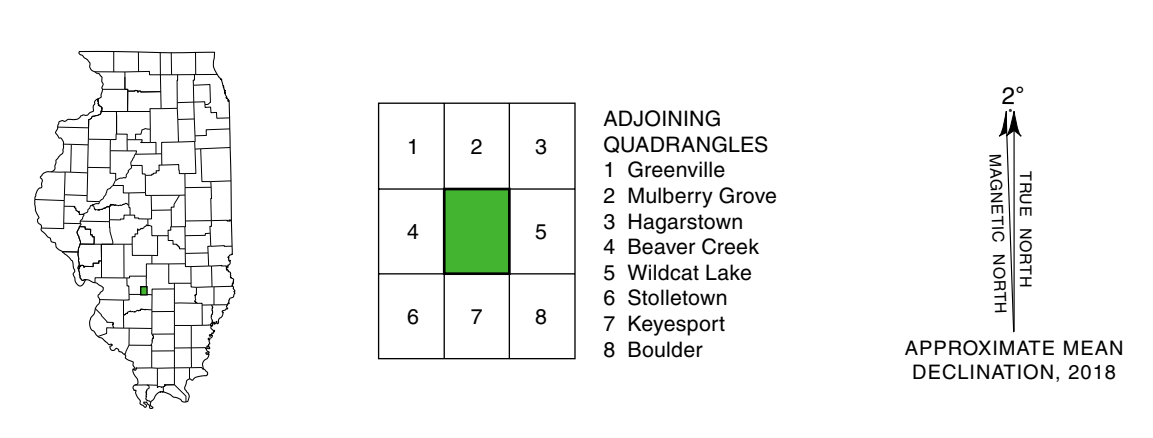 1 2 3
4 5
6 7 8
ADJOINING
QUADRANGLES
1 Greenville
2 Mulberry Grove
3 Hagarstown
4 Beaver Creek
5 Wildcat Lake
6 Stolletown
7 Keyesport
8 Boulder
2°
MAGNETIC NORTH
TRUE NORTH
APPROXIMATE MEAN
DECLINATION, 2018